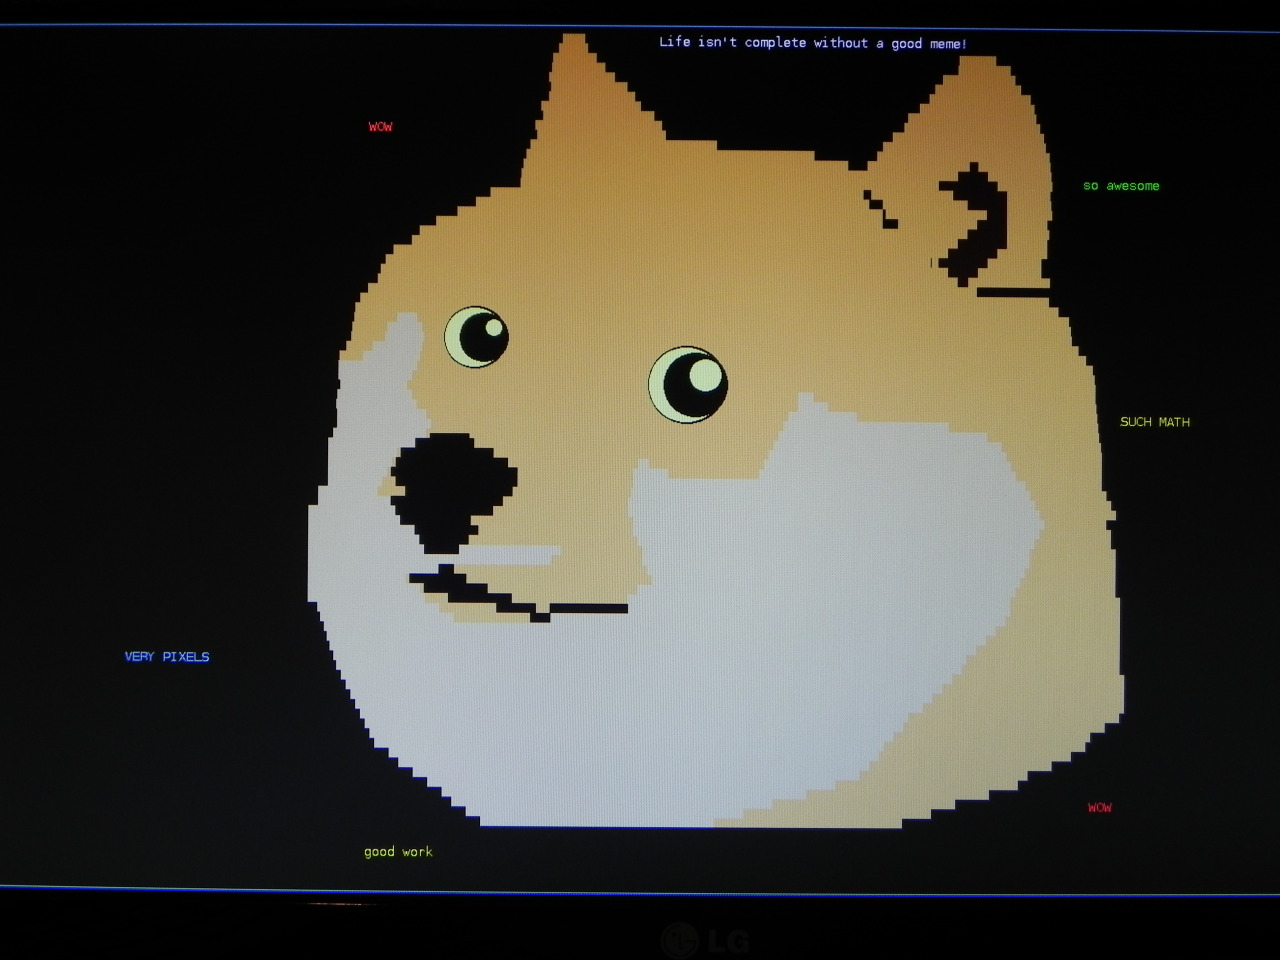 Life isn't complete without a good meme!
WOW
so awesome
SUCH MATH
VERY PIXELS
WOW
good work
LG